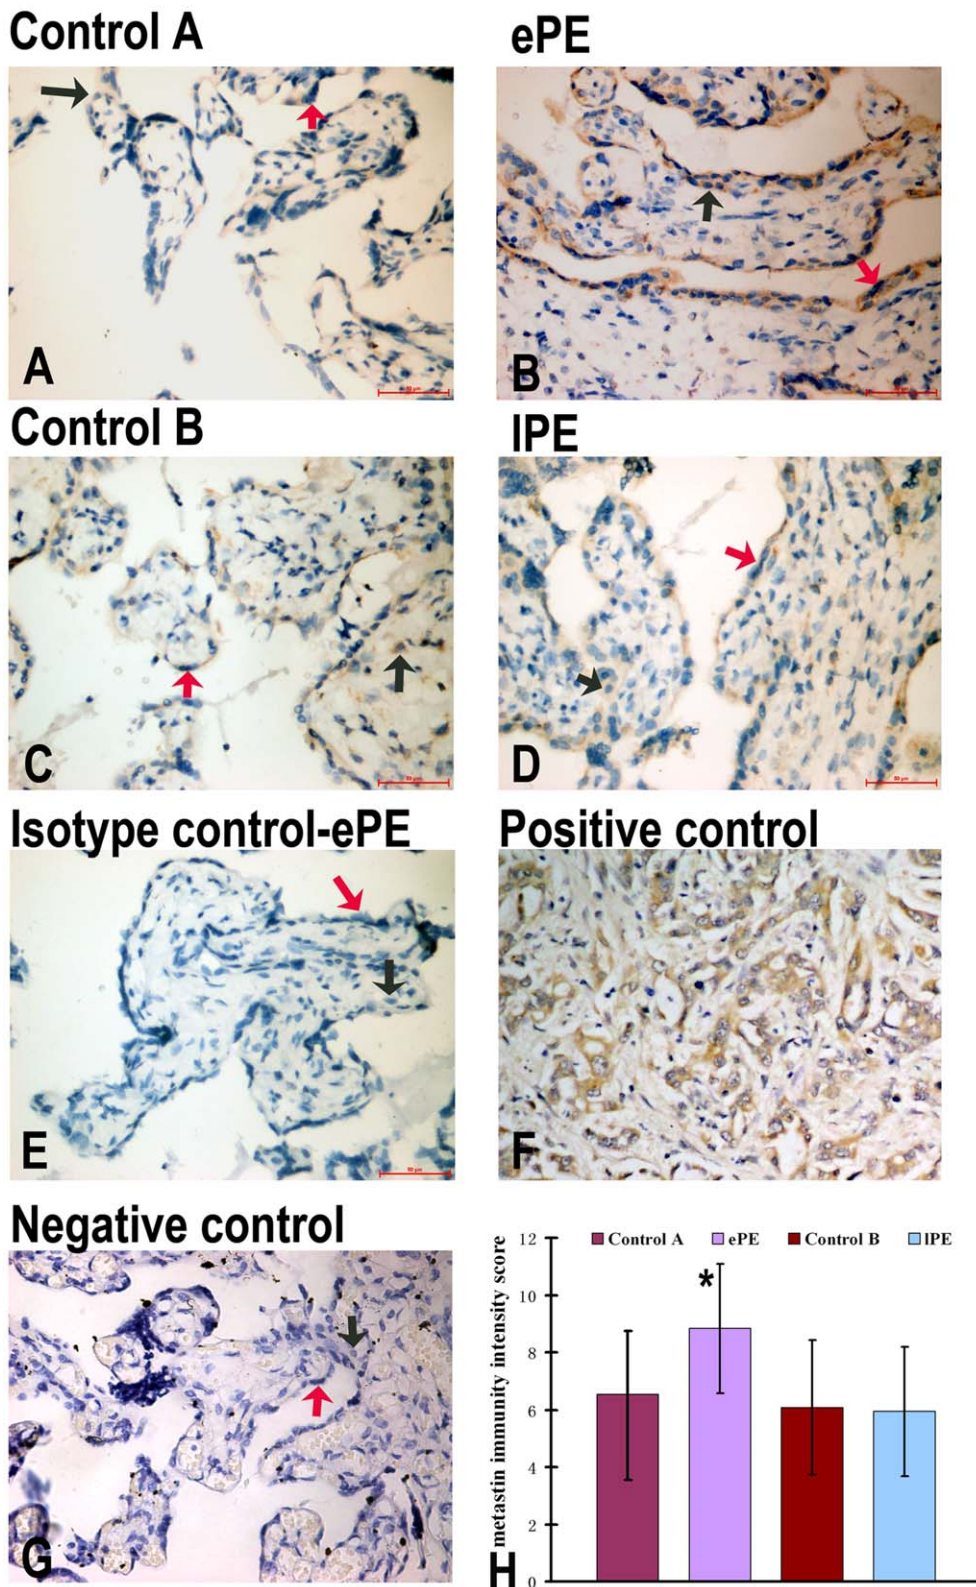 Control A
ePE
A
B
Control B
lPE
C
D
Isotype control-ePE
Positive control
E
F
Negative control
G
12
10
8
6
4
2
0
metastin immunity intensity score
Control A
ePE
Control B
lPE
*
H